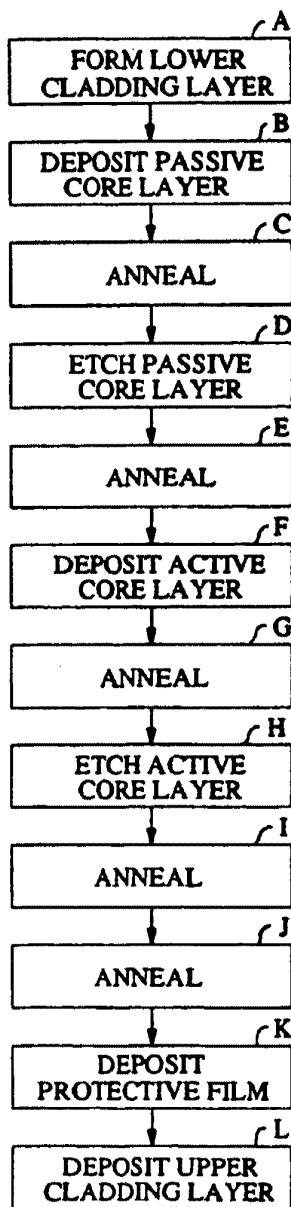 A
FORM LOWER
CLADDING LAYER
B
DEPOSIT PASSIVE
CORE LAYER
C
ANNEAL
D
ETCH PASSIVE
CORE LAYER
E
ANNEAL
F
DEPOSIT ACTIVE
CORE LAYER
G
ANNEAL
H
ETCH ACTIVE
CORE LAYER
I
ANNEAL
J
ANNEAL
K
DEPOSIT
PROTECTIVE FILM
L
DEPOSIT UPPER
CLADDING LAYER